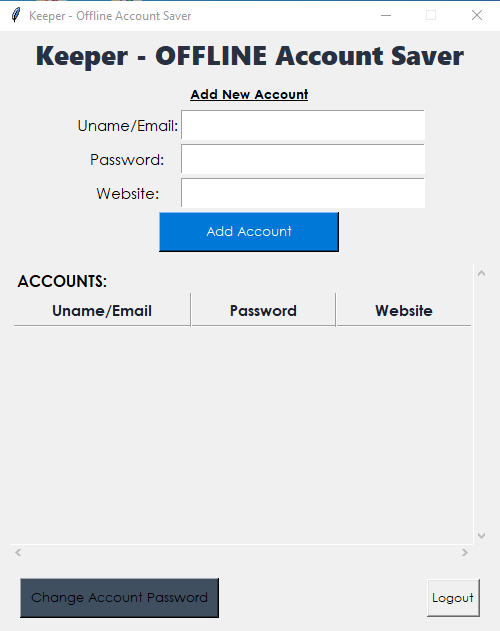 Keeper - Offline Account Saver
Keeper - OFFLINE Account Saver
Add New Account
Uname/Email:
Password:
Website:
Add Account
ACCOUNTS:
Uname/Email Password Website
Change Account Password Logout